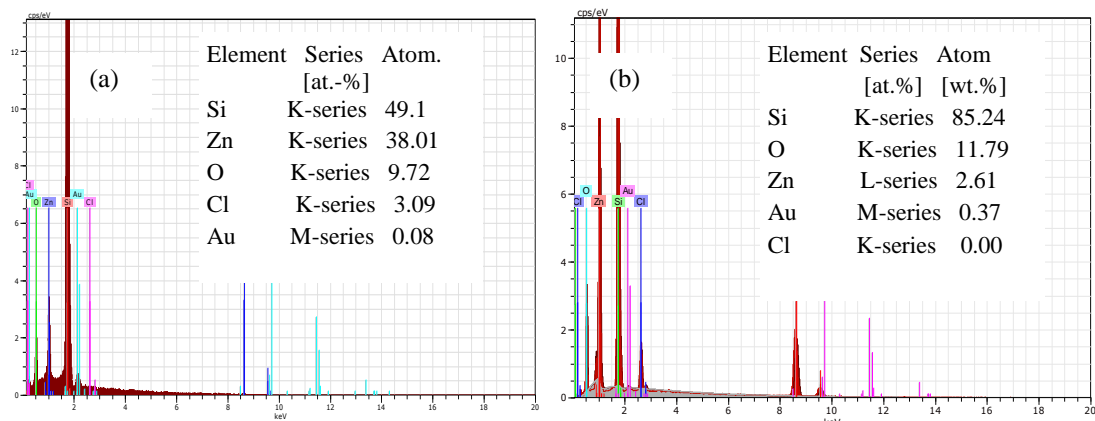 cps/eV
12
10
8
6
4
2
0
(a)
Element Series Atom.
[at.-%]
Si K-series 49.1
Zn K-series 38.01
O K-series 9.72
Cl K-series 3.09
Au M-series 0.08
Cl
Au Au
O Zn Si Cl
2 4 6 8 10 12 14 16 18 20
keV
cps/eV
10
8
6
4
2
0
(b)
Element Series Atom
[at.%] [wt.%]
Si K-series 85.24
O K-series 11.79
Zn L-series 2.61
Au M-series 0.37
Cl K-series 0.00
O Au
Cl Zn Si Cl
2 4 6 8 10 12 14 16 18 20
keV